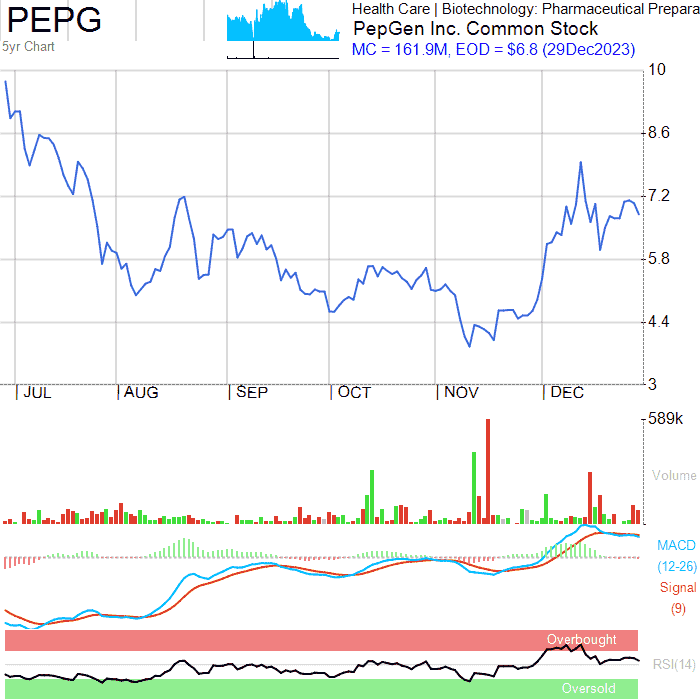 PEPG
5yr Chart
Health Care | Biotechnology: Pharmaceutical Prepara
PepGen Inc. Common Stock
MC = 161.9M, EOD = $6.8 (29Dec2023)
10
8.6
7.2
5.8
4.4
3
| JUL | AUG | SEP | OCT | NOV | DEC
589k
Volume
MACD
(12-26)
Signal
(9)
Overbought
RSI(14)
Oversold